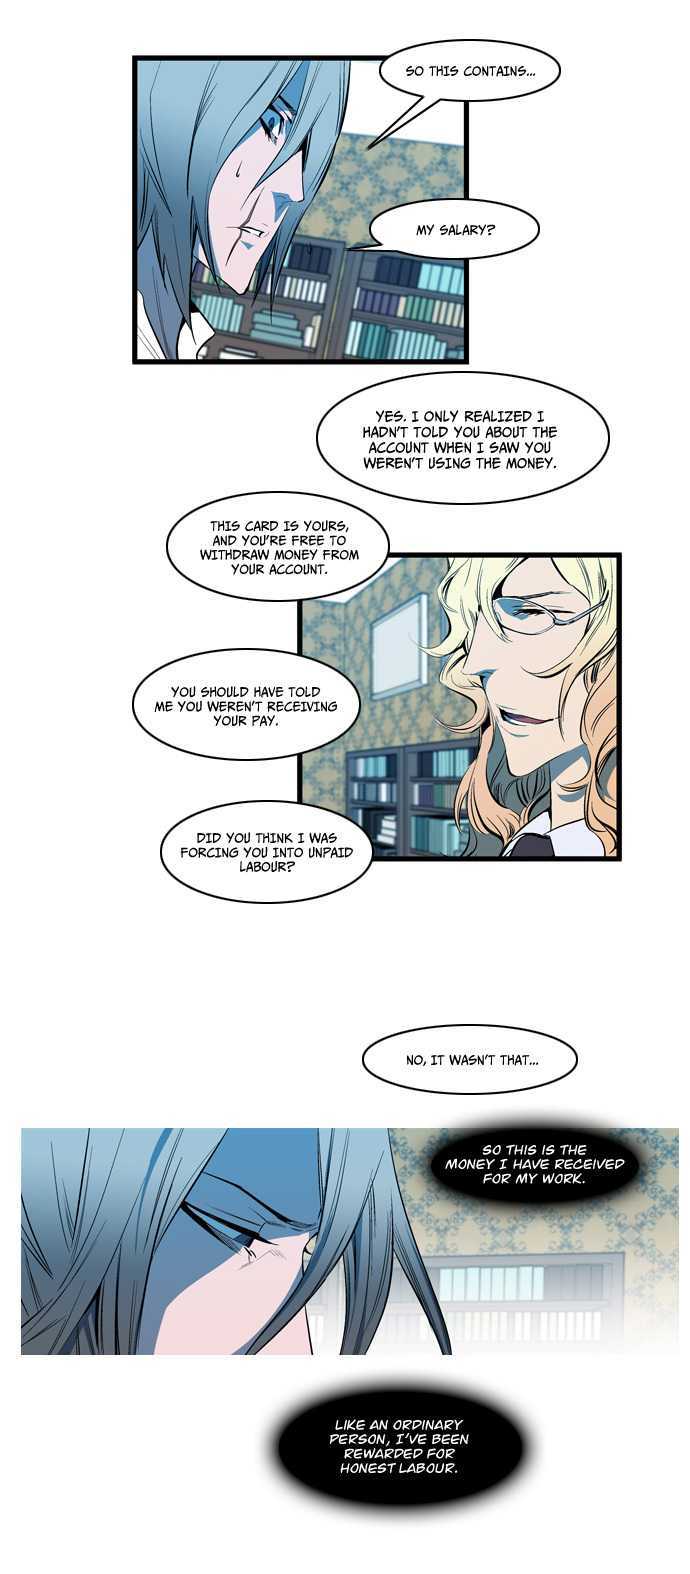 SO THIS CONTAINS...
MY SALARY?
YES. I ONLY REALIZED I
HADN'T TOLD YOU ABOUT THE
ACCOUNT WHEN I SAW YOU
WEREN'T USING THE MONEY.
THIS CARD IS YOURS,
AND YOU'RE FREE TO
WITHDRAW MONEY FROM
YOUR ACCOUNT.
YOU SHOULD HAVE TOLD
ME YOU WEREN'T RECEIVING
YOUR PAY.
DID YOU THINK I WAS
FORCING YOU INTO UNPAID
LABOUR?
NO, IT WASN'T THAT...
SO THIS IS THE
MONEY I HAVE RECEIVED
FOR MY WORK.
LIKE AN ORDINARY
PERSON, I'VE BEEN
REWARDED FOR
HONEST LABOUR.